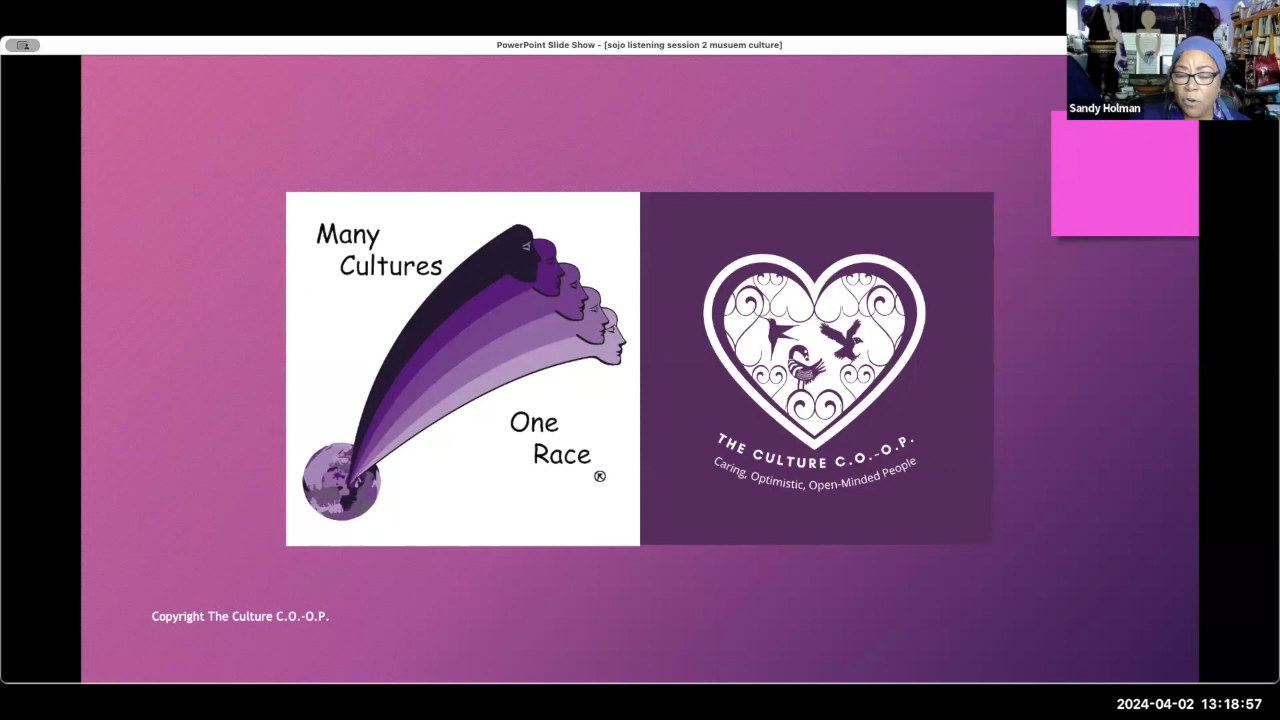 PowerPoint Slide Show - [sojo listening session 2 musuem culture]
Sandy Holman
Many
Cultures
One
Race
®
THE CULTURE C.O.-O.P.
Caring, Optimistic, Open-Minded People
Copyright The Culture C.O.-O.P.
2024-04-02 13:18:57